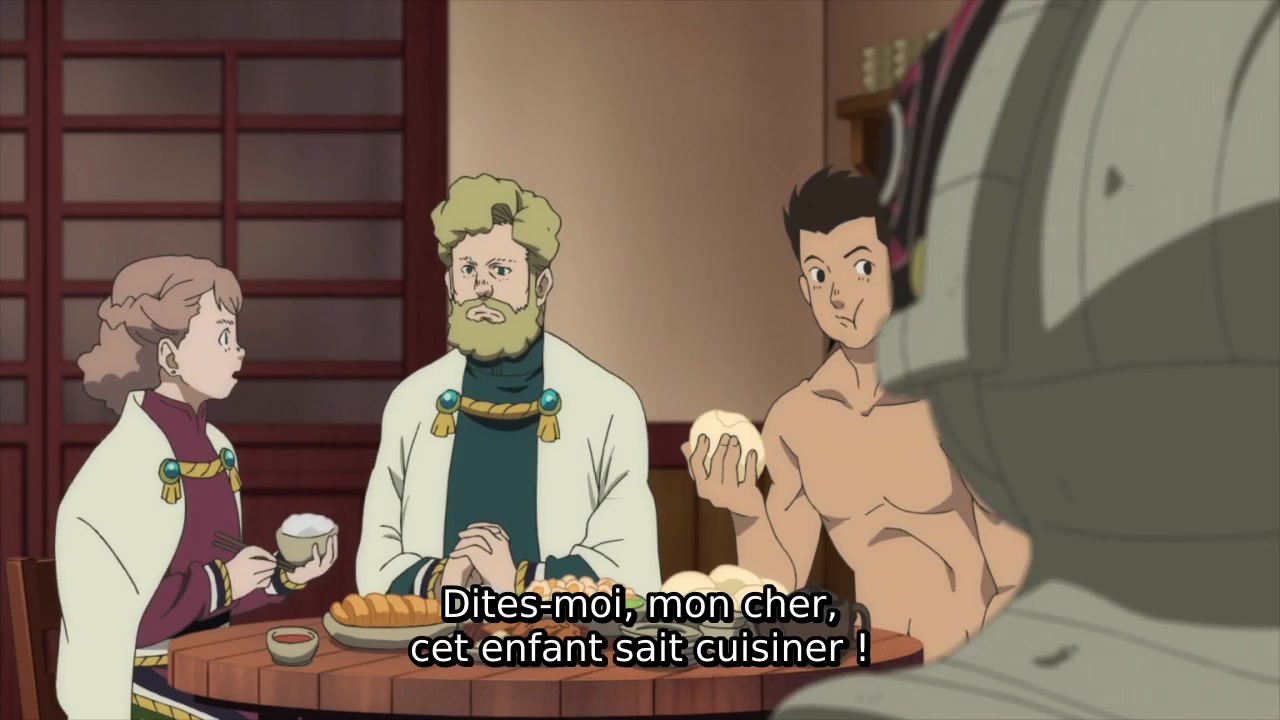 Dites-moi, mon cher,
cet enfant sait cuisiner !